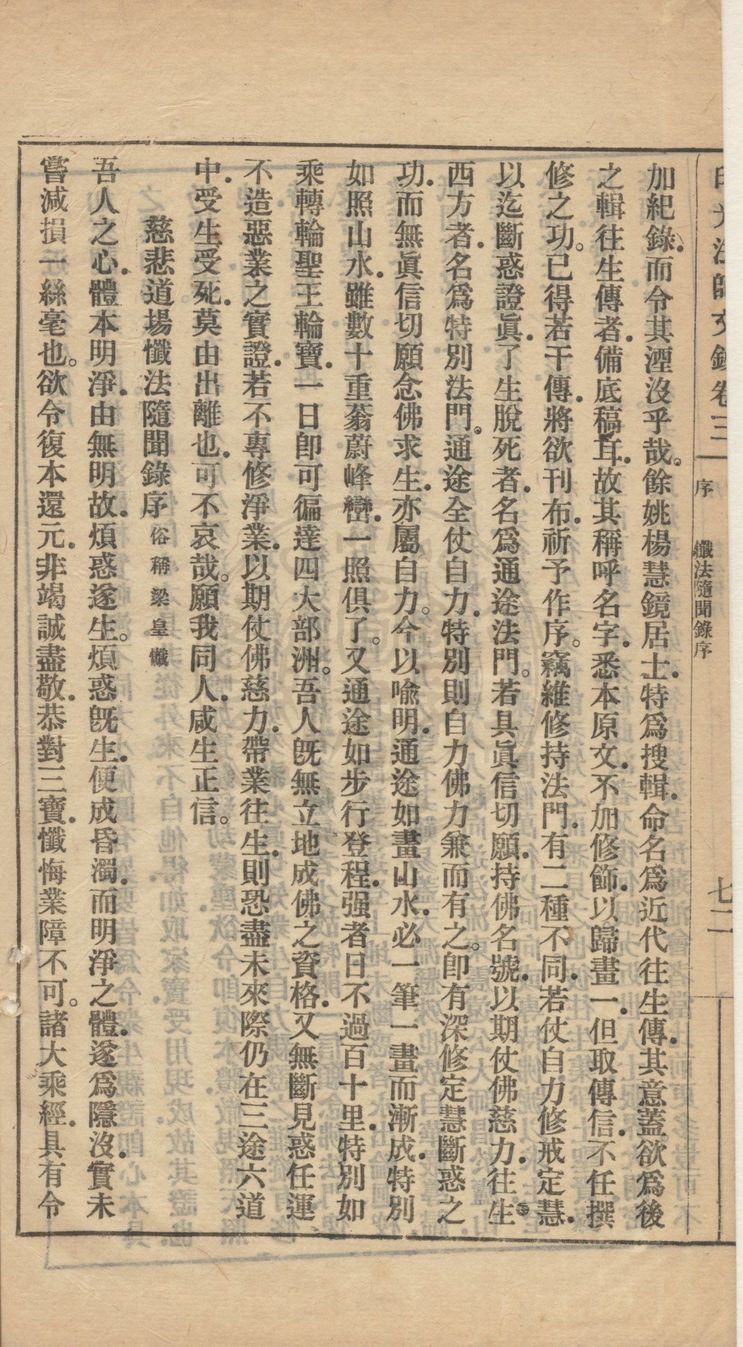 印光法師文鈔卷三 序 懺法隨聞錄序 七二
加紀錄。而令其湮沒乎哉。餘姚楊慧鏡居士。特爲搜輯。命名爲近代往生傳。其意蓋欲爲後
之輯往生傳者。備底稿耳。故其稱呼名字。悉本原文。不加修飾。以歸畫一。但取傳信。不任撰
修之功。已得若干傳。將欲刊布。祈予作序。竊維修持法門。有二種不同。若仗自力修戒定慧。
以迄斷惑證眞。了生脫死者。名爲通途法門。若具眞信切願。持佛名號。以期仗佛慈力。往生
西方者。名爲特別法門。通途全仗自力。特別則自力佛力兼而有之。卽有深修定慧斷惑之
功。而無眞信切願念佛求生。亦屬自力。今以喻明。通途如畫山水。必一筆一畫而漸成。特別
如照山水。雖數十重蓊蔚峰巒。一照俱了。又通途如步行登程。强者日不過百十里。特別如
乘轉輪聖王輪寶。一日卽可徧達四大部洲。吾人旣無立地成佛之資格。又無斷見惑任運
不造惡業之實證。若不專修淨業。以期仗佛慈力。帶業往生。則恐盡未來際仍在三途六道
中。受生受死。莫由出離也。可不哀哉。願我同人。咸生正信。
慈悲道場懺法隨聞錄序 俗稱梁皇懺
吾人之心。體本明淨。由無明故。煩惑遂生。煩惑旣生。便成昏濁。而明淨之體。遂爲隱沒。實未
嘗減損一絲毫也。欲令復本還元。非竭誠盡敬。恭對三寶。懺悔業障不可。諸大乘經。具有令